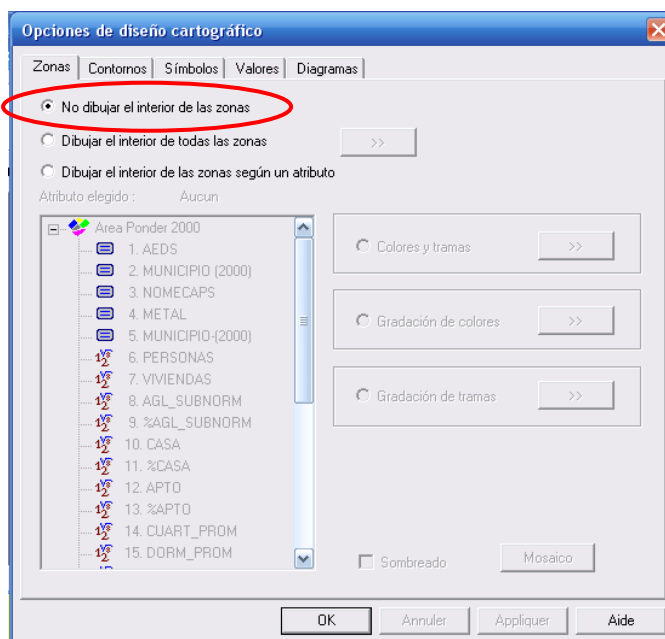 Opciones de diseño cartográfico
Zonas Contornos Símbolos Valores Diagramas
No dibujar el interior de las zonas
Dibujar el interior de todas las zonas >>
Dibujar el interior de las zonas según un atributo
Atributo elegido : Aucun
Area Ponder 2000
1. AEDS
2. MUNICIPIO (2000)
3. NOMECAPS
4. METAL
5. MUNICIPIO-(2000)
6. PERSONAS
7. VIVIENDAS
8. AGL_SUBNORM
9. %AGL_SUBNORM
10. CASA
11. %CASA
12. APTO
13. %APTO
14. CUART_PROM
15. DORM_PROM
Colores y tramas >>
Gradación de colores >>
Gradación de tramas >>
Sombreado Mosaico
OK Annuler Appliquer Aide